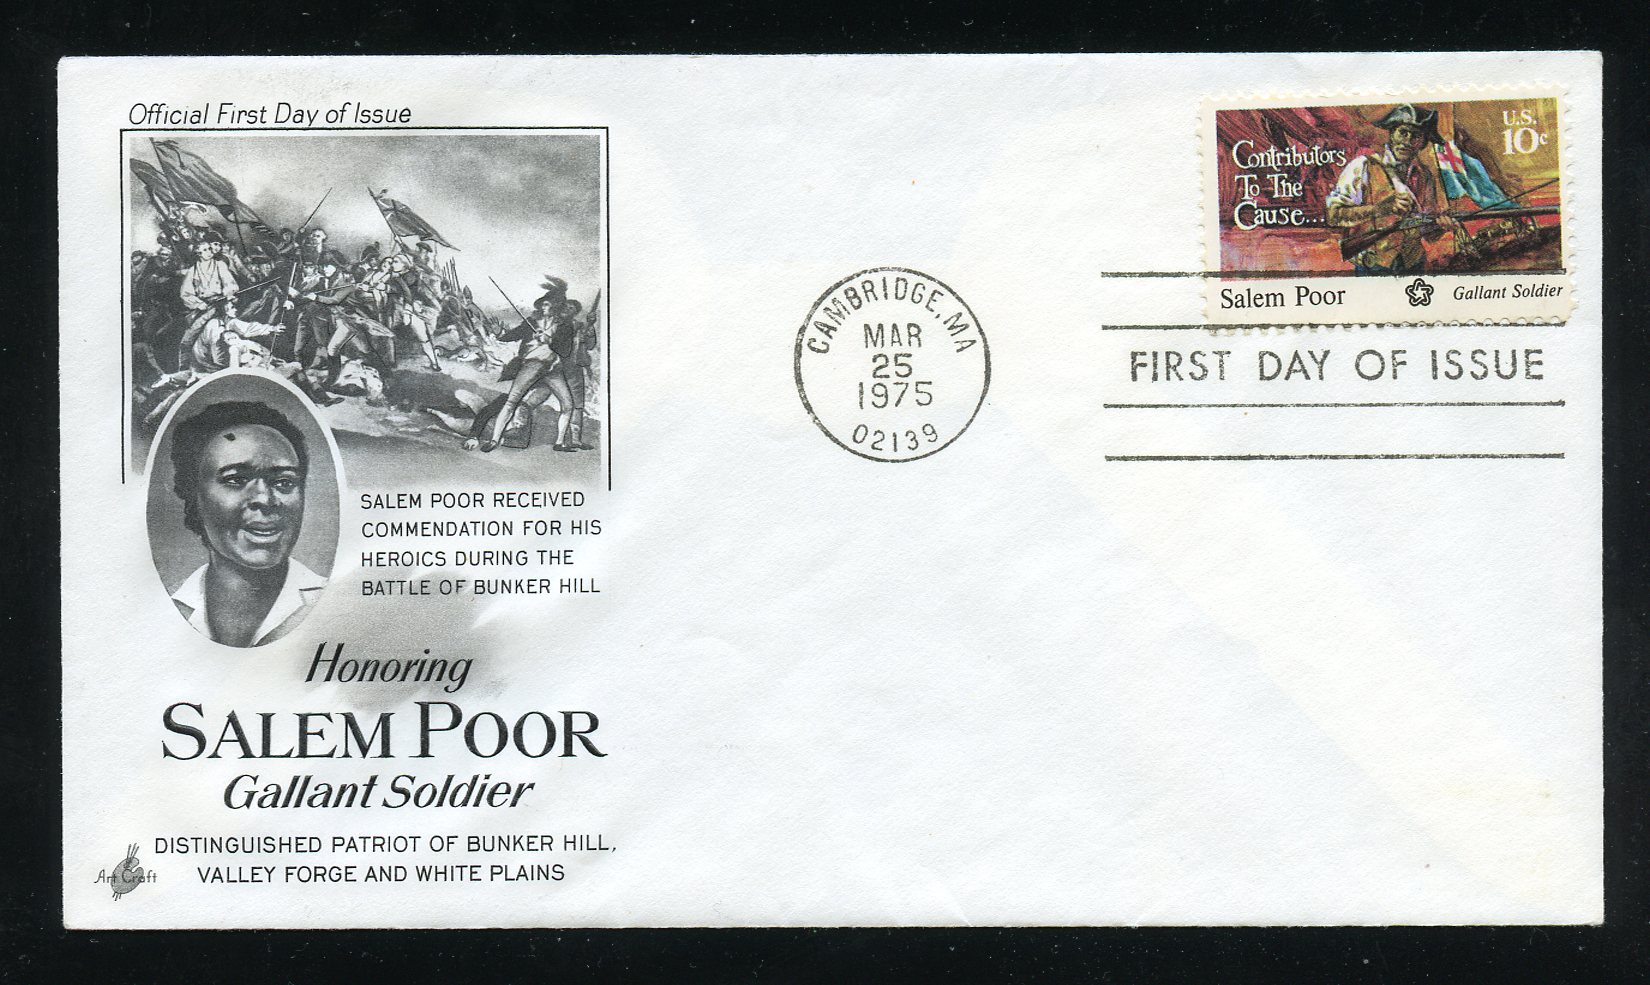 Official First Day of Issue
SALEM POOR RECEIVED
COMMENDATION FOR HIS
HEROICS DURING THE
BATTLE OF BUNKER HILL
Honoring
SALEM POOR
Gallant Soldier
DISTINGUISHED PATRIOT OF BUNKER HILL,
VALLEY FORGE AND WHITE PLAINS
Art Craft
CAMBRIDGE, MA
MAR
25
1975
02139
U.S.
10c
Contributors
To The
Cause...
Salem Poor
Gallant Soldier
FIRST DAY OF ISSUE